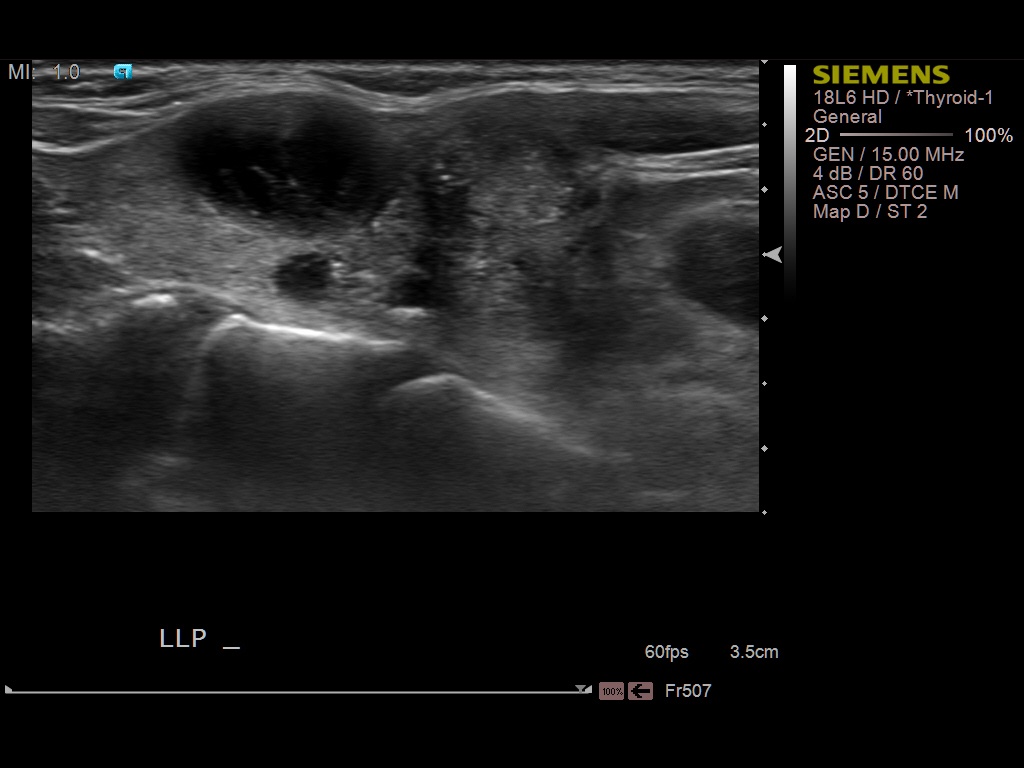 MI: 1.0
SIEMENS
18L6 HD / *Thyroid-1
General
2D 100%
GEN / 15.00 MHz
4 dB / DR 60
ASC 5 / DTCE M
Map D / ST 2
LLP _
60fps 3.5cm
100% Fr507